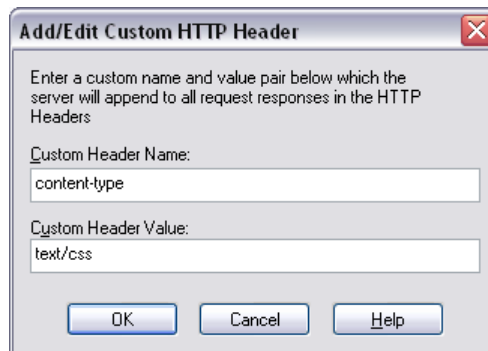 Add/Edit Custom HTTP Header
Enter a custom name and value pair below which the
server will append to all request responses in the HTTP
Headers
Custom Header Name:
content-type
Custom Header Value:
text/css
OK
Cancel
Help